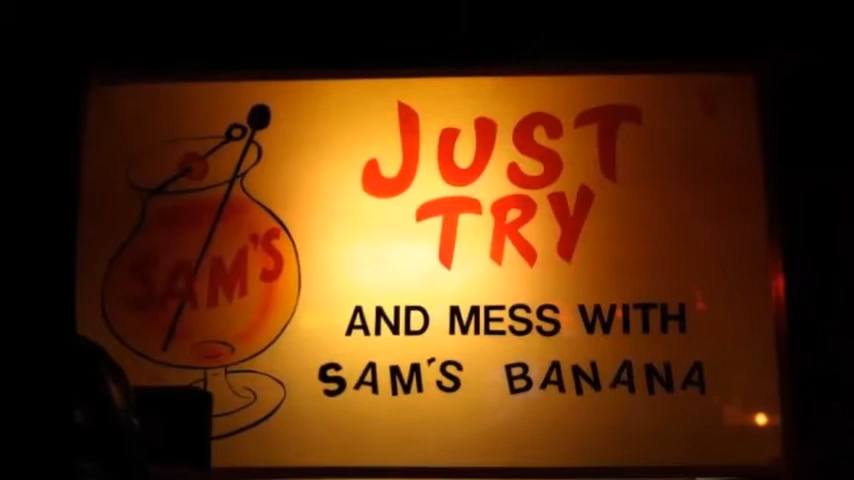 SAM'S
JUST
TRY
AND MESS WITH
SAM'S BANANA